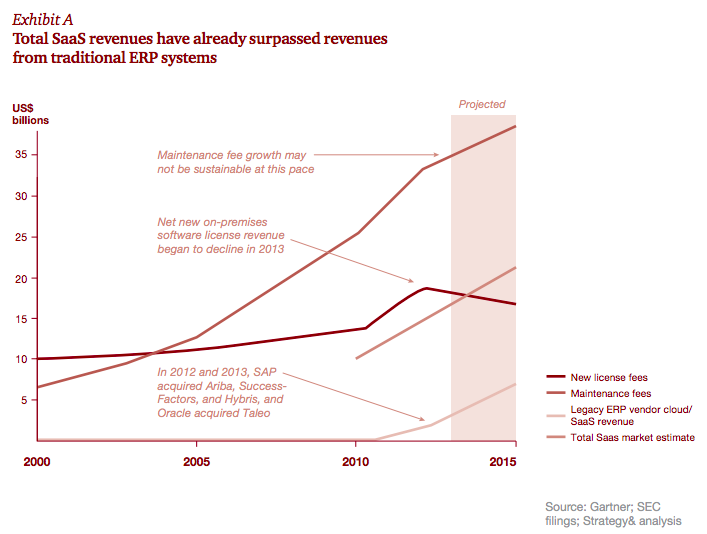 Exhibit A
Total SaaS revenues have already surpassed revenues
from traditional ERP systems
US$
billions
Projected
35
30
25
20
15
10
5
Maintenance fee growth may
not be sustainable at this pace
Net new on-premises
software license revenue
began to decline in 2013
In 2012 and 2013, SAP
acquired Ariba, Success-
Factors, and Hybris, and
Oracle acquired Taleo
2000
2005
2010
2015
New license fees
Maintenance fees
Legacy ERP vendor cloud/
SaaS revenue
Total Saas market estimate
Source: Gartner; SEC
filings; Strategy& analysis